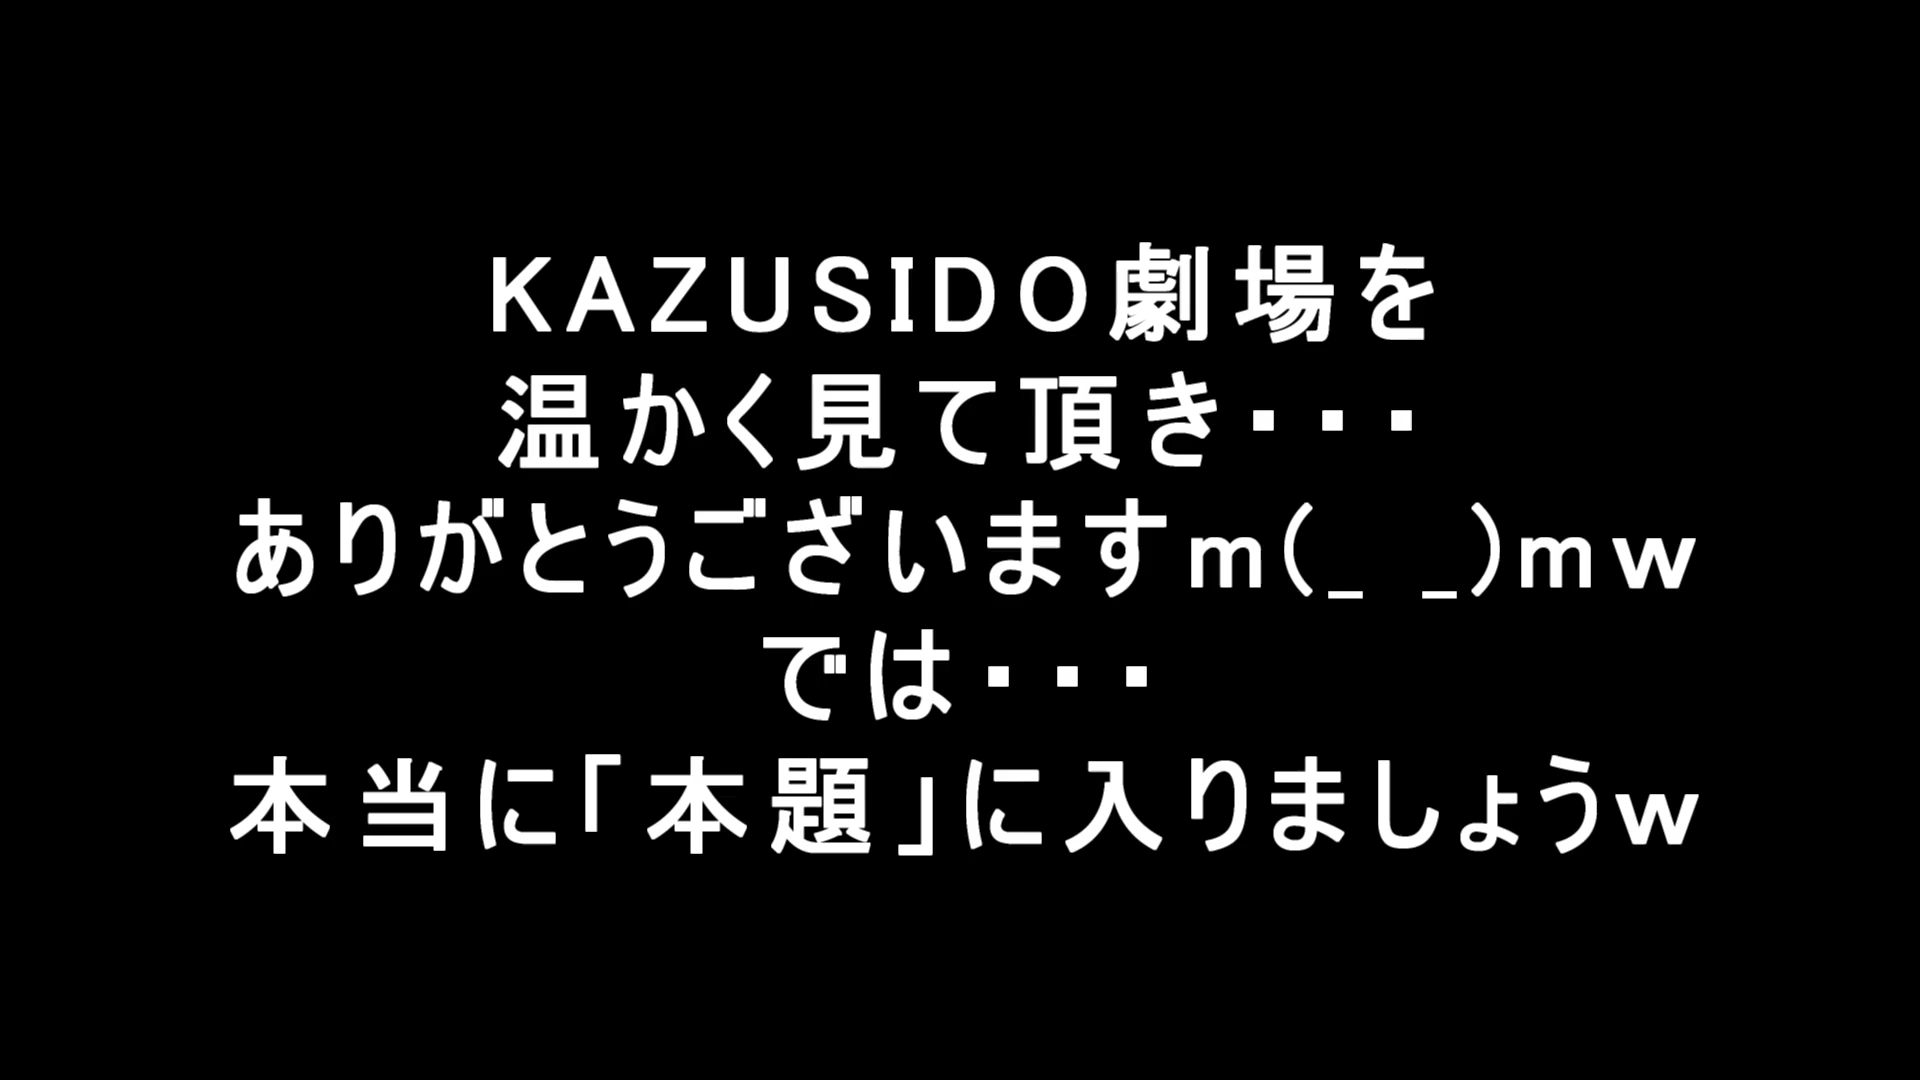 KAZUSIDO劇場を
温かく見て頂き・・・
ありがとうございますm(_ _)mw
では・・・
本当に「本題」に入りましょうw